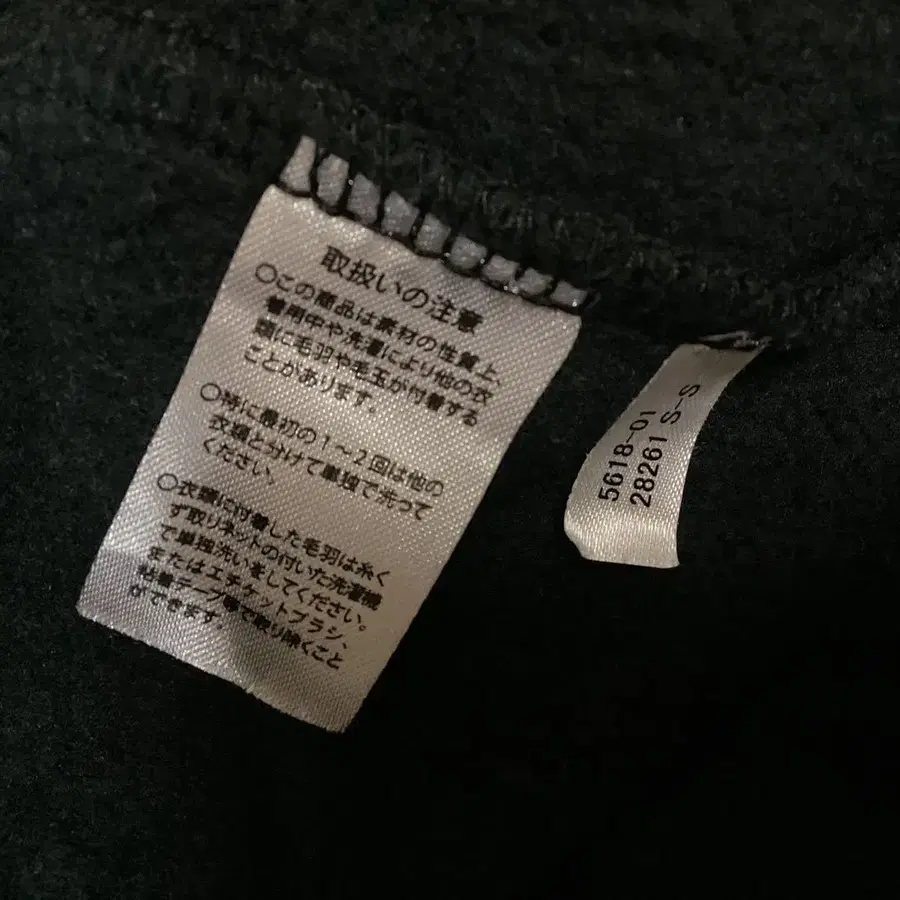 取扱いの注意
○この商品は素材の性質上、
着用中や洗濯により他の衣
類に毛羽や毛玉が付着する
ことがあります。
○特に最初の1〜2回は他の
衣類と分けて単独で洗って
ください。
○衣類に付着した毛羽は糸く
ず取りネットの付いた洗濯機
で単独洗いをしてください。
またはエチケットブラシ、
粘着テープ等で取り除くこと
ができます。
5618-01
28261 S-S